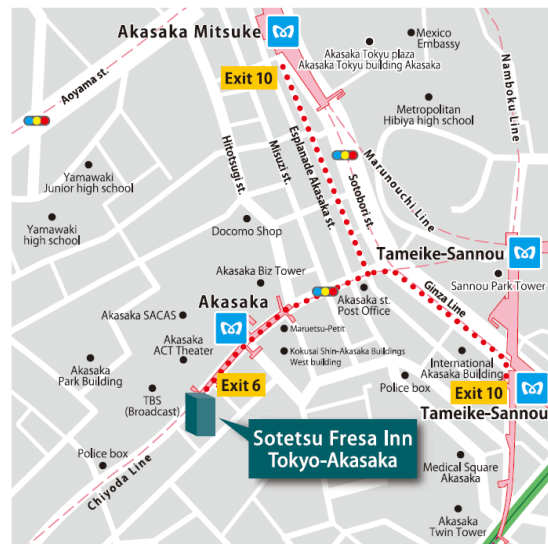 Akasaka Mitsuke
Mexico
Embassy
Akasaka Tokyu plaza
Akasaka Tokyu building Akasaka
Exit 10
Aoyama st.
Namboku Line
Metropolitan
Hibiya high school
Hitotsugi st.
Misuzi st.
Esplanade Akasaka st.
Sotobori st.
Marunouchi Line
Yamawaki
Junior high school
Yamawaki
high school
Docomo Shop
Tameike-Sannou
Akasaka Biz Tower
Sannou Park Tower
Akasaka
Akasaka st.
Post Office
Ginza Line
Akasaka SACAS
Maruetsu-Petit
Akasaka
ACT Theater
Kokusai Shin-Akasaka Buildings
West building
International
Akasaka Building
Akasaka
Park Building
Exit 6
Police box
Exit 10
TBS
(Broadcast)
Tameike-Sannou
Sotetsu Fresa Inn
Tokyo-Akasaka
Police box
Chiyoda Line
Medical Square
Akasaka
Akasaka
Twin Tower